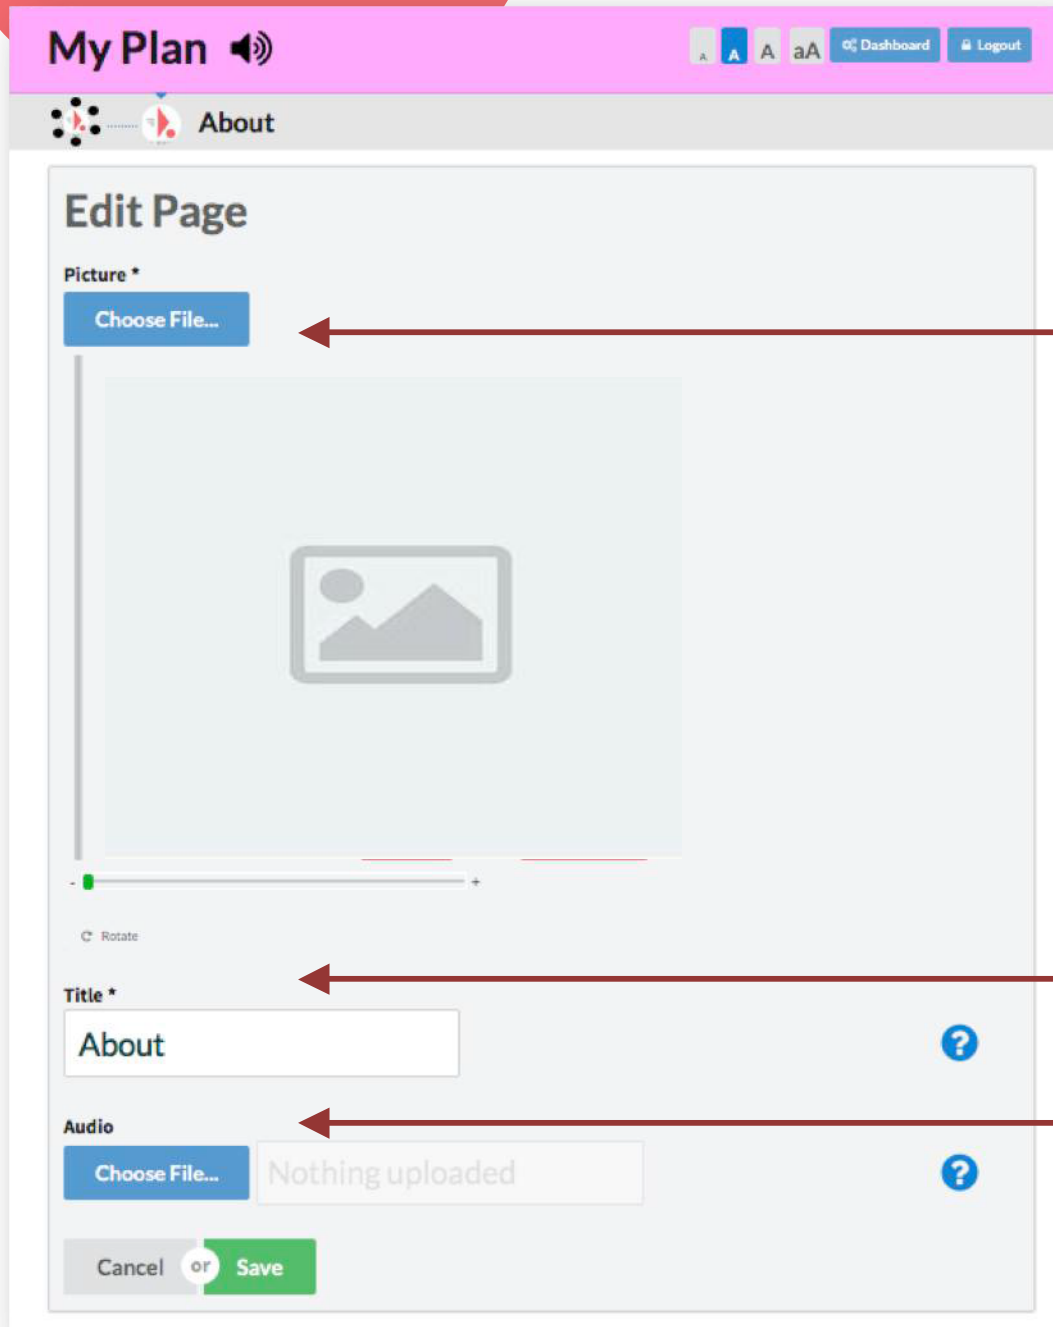 My Plan A A A aA Dashboard Logout
About
Edit Page
Picture *
Choose File...
- +
Rotate
Title *
About ?
Audio
Choose File... Nothing uploaded ?
Cancel or Save